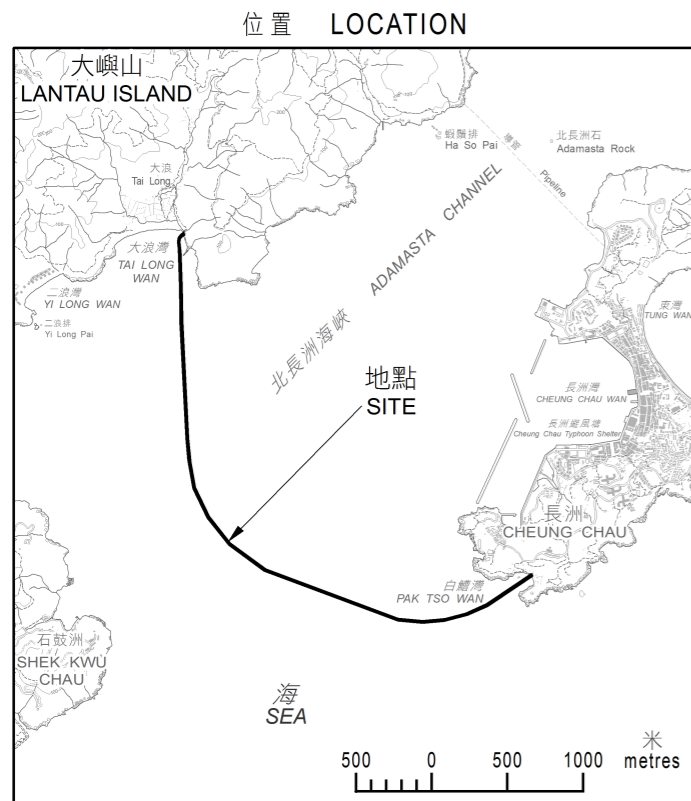 位置 LOCATION
大嶼山
LANTAU ISLAND
蝦鬚排
Ha So Pai
導管
Pipeline
北長洲石
Adamasta Rock
大浪
Tai Long
大浪灣
TAI LONG
WAN
二浪灣
YI LONG WAN
二浪排
Yi Long Pai
北長洲海峽
ADAMASTA CHANNEL
東灣
TUNG WAN
地點
SITE
長洲灣
CHEUNG CHAU WAN
長洲避風塘
Cheung Chau Typhoon Shelter
長洲
CHEUNG CHAU
白鰽灣
PAK TSO WAN
石鼓洲
SHEK KWU
CHAU
海
SEA
米
500 0 500 1000 metres